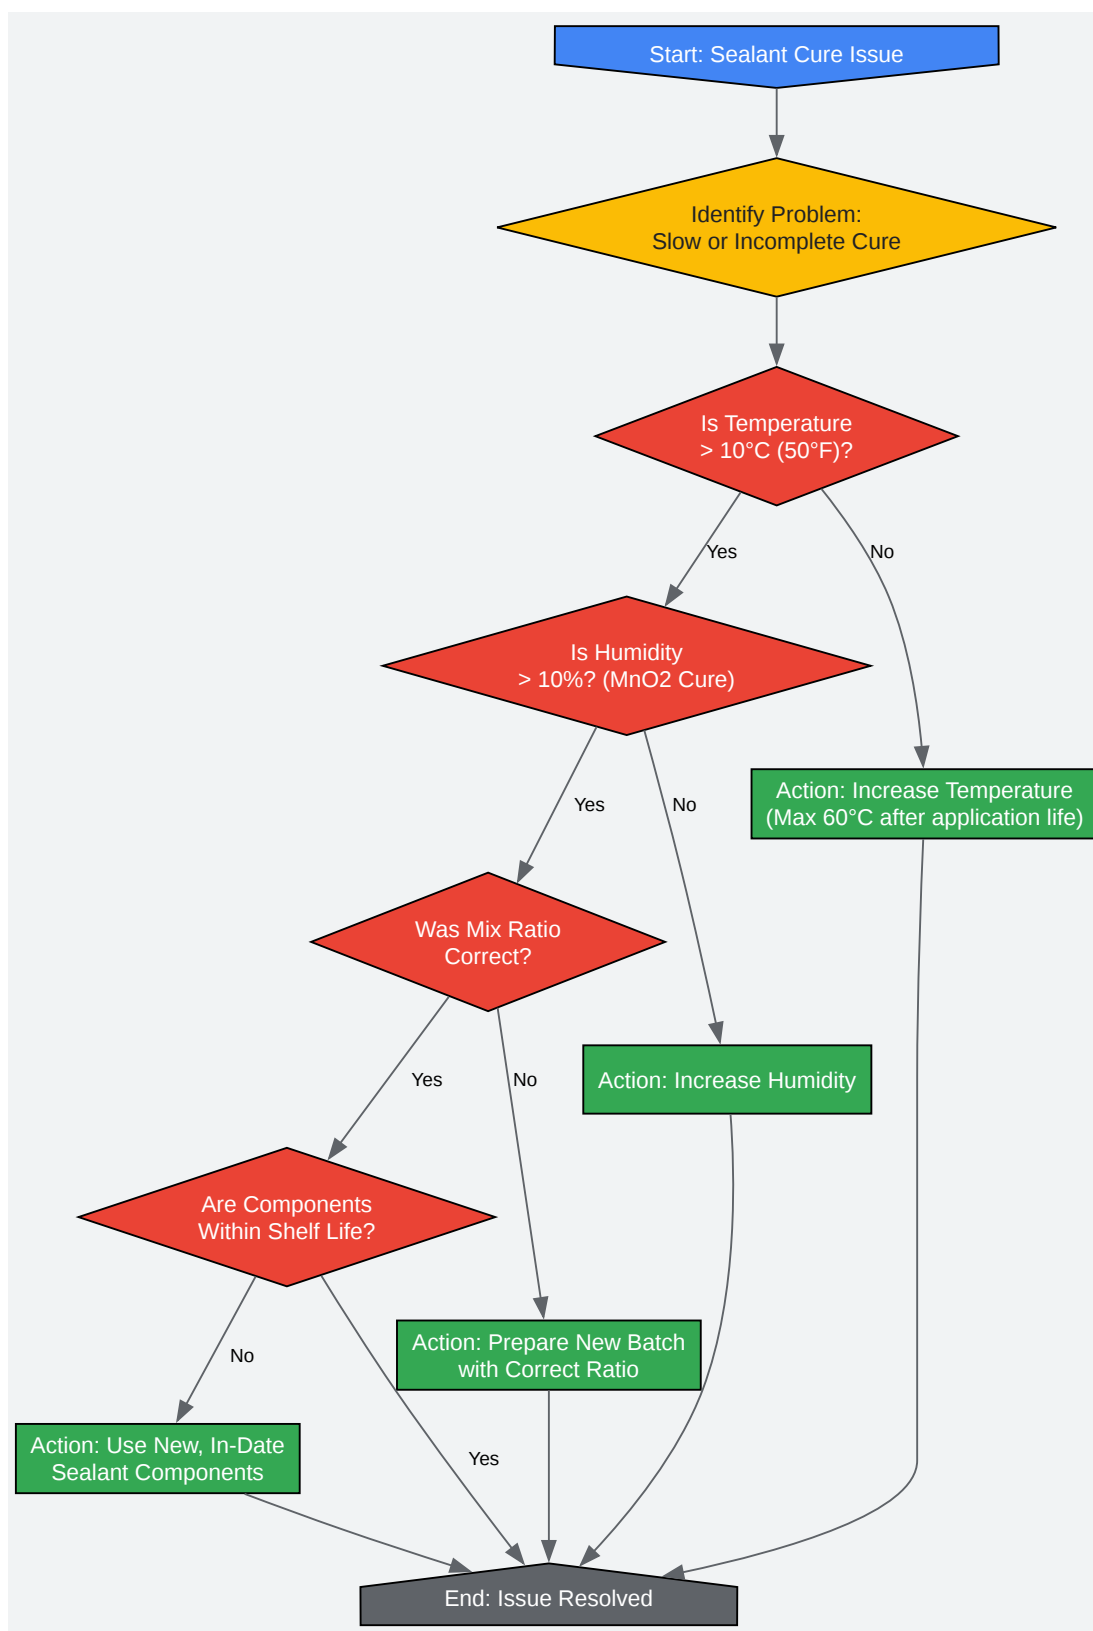 Start: Sealant Cure Issue
Identify Problem:
Slow or Incomplete Cure
Is Temperature
> 10°C (50°F)?
Yes
No
Is Humidity
> 10%? (MnO2 Cure)
Action: Increase Temperature
(Max 60°C after application life)
Yes
No
Was Mix Ratio
Correct?
Action: Increase Humidity
Yes
No
Are Components
Within Shelf Life?
Action: Prepare New Batch
with Correct Ratio
No
Yes
Action: Use New, In-Date
Sealant Components
End: Issue Resolved